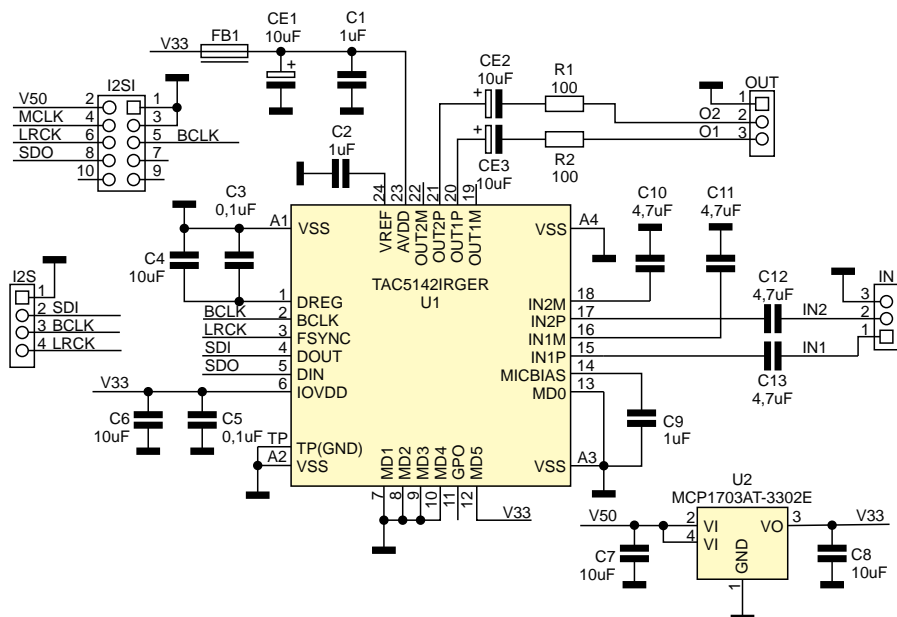 V33
FB1
CE1
10uF
C1
1uF
CE2
10uF
R1
100
OUT
1
2
3
O2
O1
CE3
10uF
R2
100
I2SI
V50
MCLK
LRCK
SDO
2
4
6
8
10
1
3
5
7
9
BCLK
C2
1uF
24
23
22
21
20
19
VREF
AVDD
OUT2M
OUT2P
OUT1P
OUT1M
C3
0,1uF
C4
10uF
A1
VSS
A4
VSS
TAC5142IRGER
U1
C10
4,7uF
C11
4,7uF
I2S
1
2 SDI
3 BCLK
4 LRCK
1
DREG
BCLK
2
BCLK
LRCK
3
FSYNC
SDI
4
DOUT
SDO
5
DIN
V33
6
IOVDD
IN2M
18
IN2P
17
IN1M
16
IN1P
15
MICBIAS
14
MD0
13
C12
4,7uF
IN2
C13
4,7uF
IN1
IN
3
2
1
C6
10uF
C5
0,1uF
TP
TP(GND)
A2
VSS
VSS
A3
C9
1uF
MD1
MD2
MD3
MD4
GPO
MD5
7
8
9
10
11
12
V33
U2
MCP1703AT-3302E
V50
2
VI
4
VI
VO
3
V33
GND
1
C7
10uF
C8
10uF